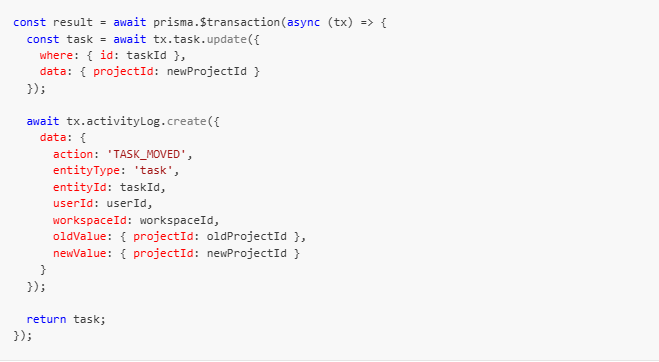 const result = await prisma.$transaction(async (tx) => {
  const task = await tx.task.update({
    where: { id: taskId },
    data: { projectId: newProjectId }
  });

  await tx.activityLog.create({
    data: {
      action: 'TASK_MOVED',
      entityType: 'task',
      entityId: taskId,
      userId: userId,
      workspaceId: workspaceId,
      oldValue: { projectId: oldProjectId },
      newValue: { projectId: newProjectId }
    }
  });

  return task;
});